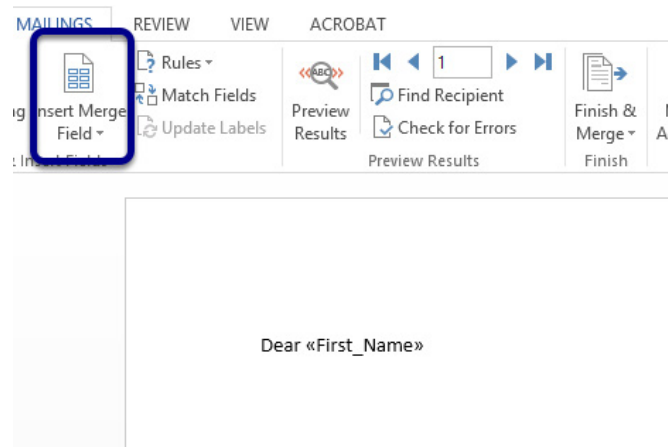 MAILINGS REVIEW VIEW ACROBAT
Rules
1
Match Fields
Find Recipient
Insert Merge
Field
Update Labels
«ABC»
Preview
Results
Check for Errors
Finish &
Merge
Preview Results
Finish
Dear «First_Name»